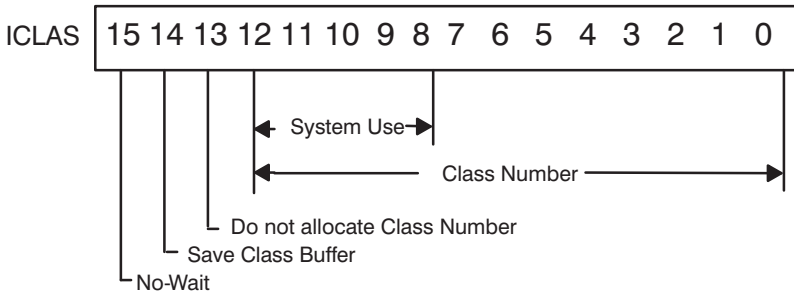 ICLAS 15 14 13 12 11 10 9 8 7 6 5 4 3 2 1 0
System Use
Class Number
Do not allocate Class Number
Save Class Buffer
No-Wait